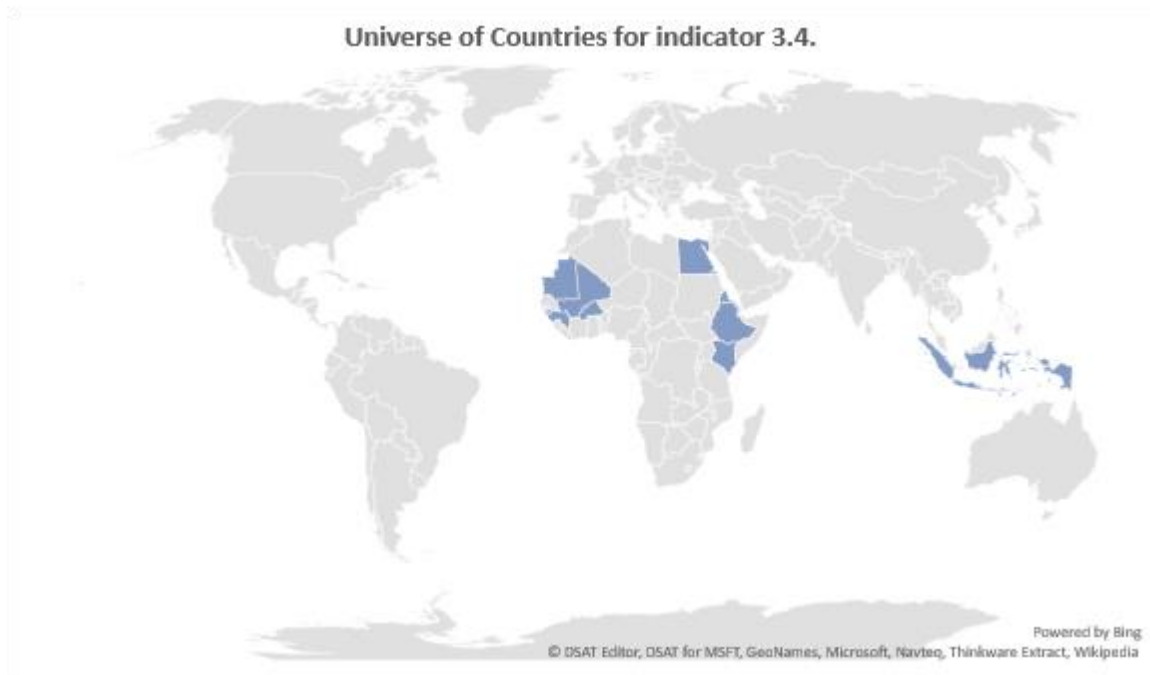 Universe of Countries for indicator 3.4.
Powered by Bing
© DSAT Editor, DSAT for MSFT, GeoNames, Microsoft, Navteq, Thinkware Extract, Wikipedia